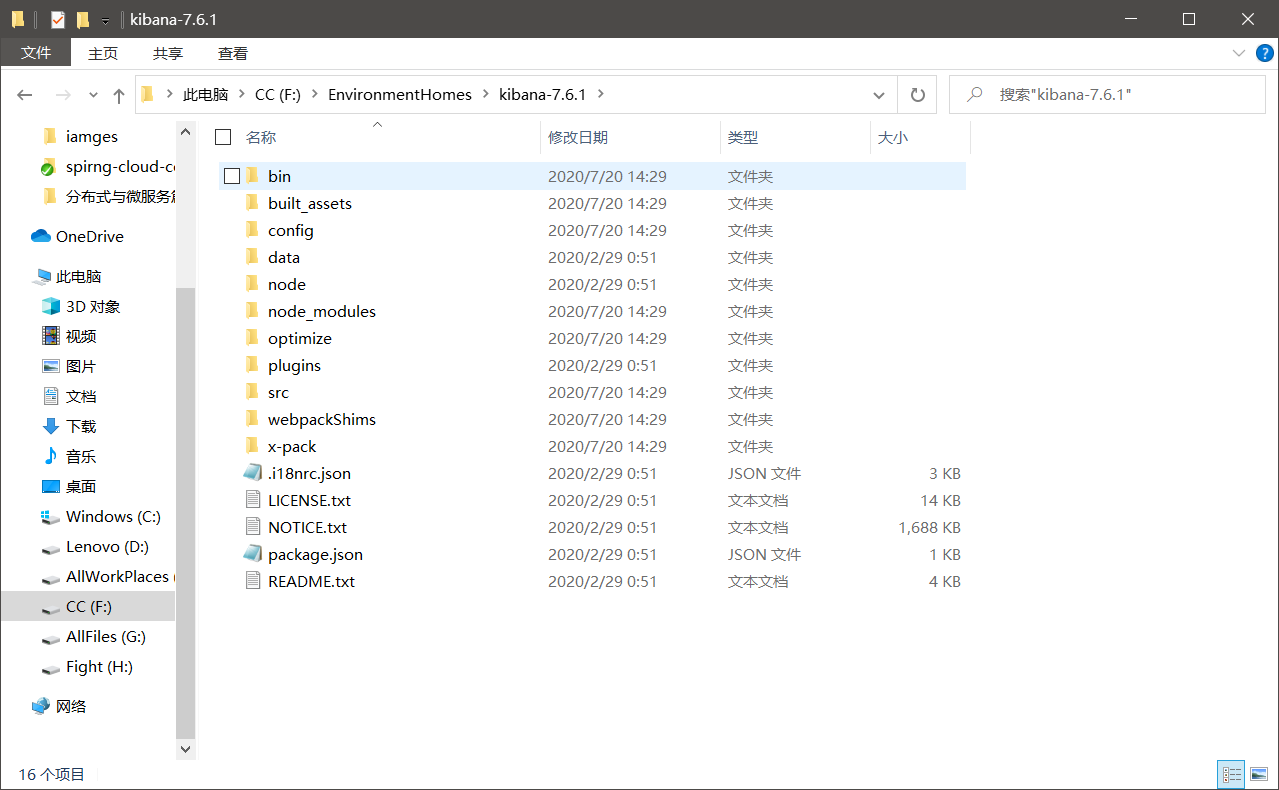 kibana-7.6.1
文件 主页 共享 查看
此电脑 CC (F:) EnvironmentHomes kibana-7.6.1 搜索"kibana-7.6.1"
iamges
spirng-cloud-c
分布式与微服务
OneDrive
此电脑
3D 对象
视频
图片
文档
下载
音乐
桌面
Windows (C:)
Lenovo (D:)
AllWorkPlaces (
CC (F:)
AllFiles (G:)
Fight (H:)
网络
名称 修改日期 类型 大小
bin 2020/7/20 14:29 文件夹
built_assets 2020/7/20 14:29 文件夹
config 2020/7/20 14:29 文件夹
data 2020/2/29 0:51 文件夹
node 2020/2/29 0:51 文件夹
node_modules 2020/7/20 14:29 文件夹
optimize 2020/7/20 14:29 文件夹
plugins 2020/2/29 0:51 文件夹
src 2020/7/20 14:29 文件夹
webpackShims 2020/7/20 14:29 文件夹
x-pack 2020/7/20 14:29 文件夹
.i18nrc.json 2020/2/29 0:51 JSON 文件 3 KB
LICENSE.txt 2020/2/29 0:51 文本文档 14 KB
NOTICE.txt 2020/2/29 0:51 文本文档 1,688 KB
package.json 2020/2/29 0:51 JSON 文件 1 KB
README.txt 2020/2/29 0:51 文本文档 4 KB
16 个项目